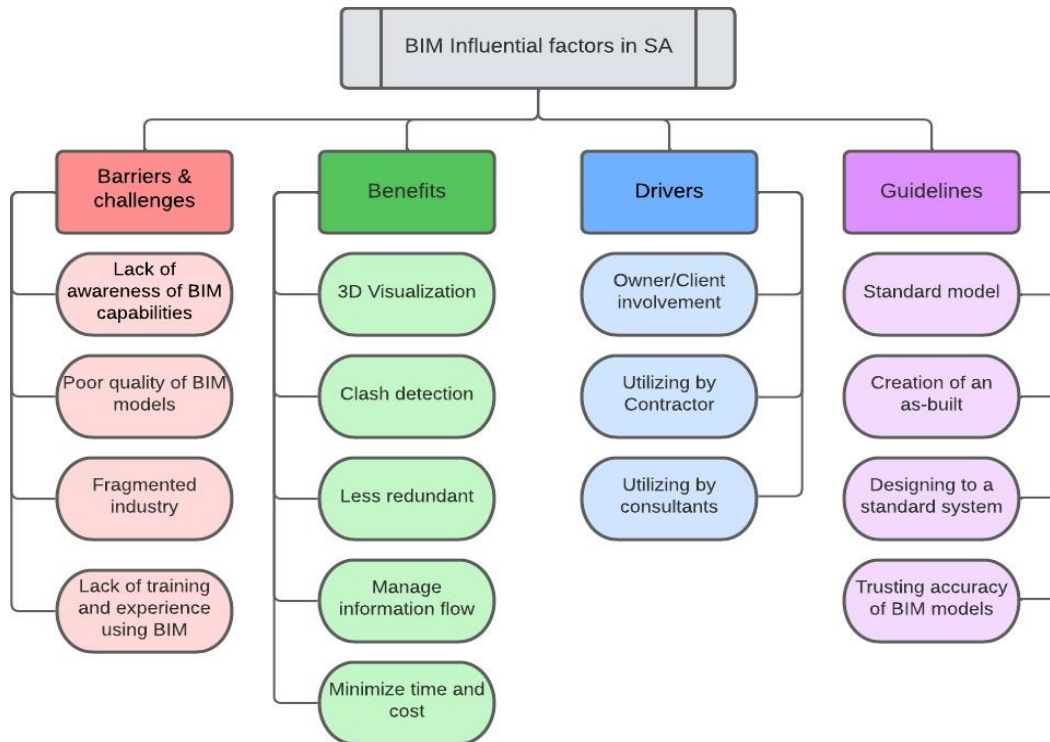 BIM Influential factors in SA
Barriers &
challenges
Lack of
awareness of BIM
capabilities
Poor quality of BIM
models
Fragmented
industry
Lack of training
and experience
using BIM
Benefits
3D Visualization
Clash detection
Less redundant
Manage
information flow
Minimize time and
cost
Drivers
Owner/Client
involvement
Utilizing by
Contractor
Utilizing by
consultants
Guidelines
Standard model
Creation of an
as-built
Designing to a
standard system
Trusting accuracy
of BIM models